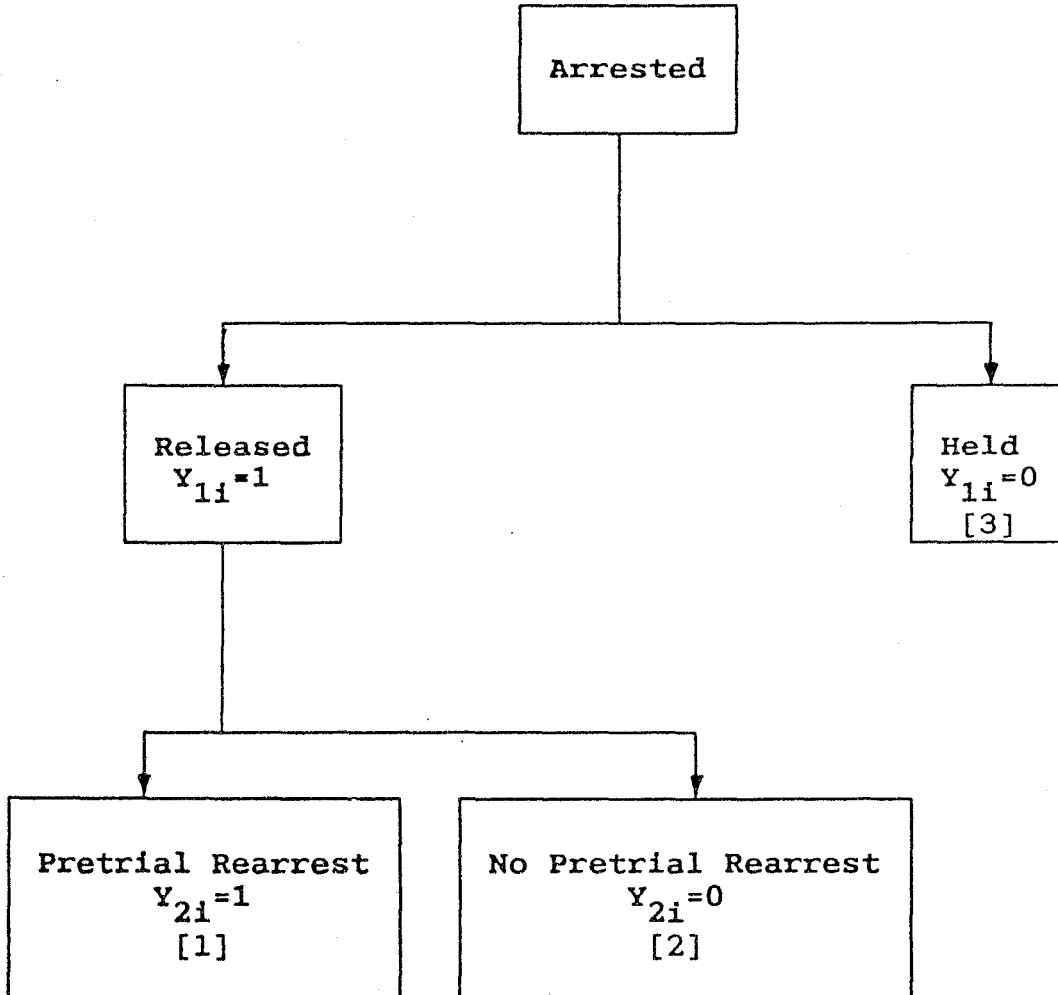 Arrested
Released
Y1i=1
Held
Y1i=0
[3]
Pretrial Rearrest
Y2i=1
[1]
No Pretrial Rearrest
Y2i=0
[2]